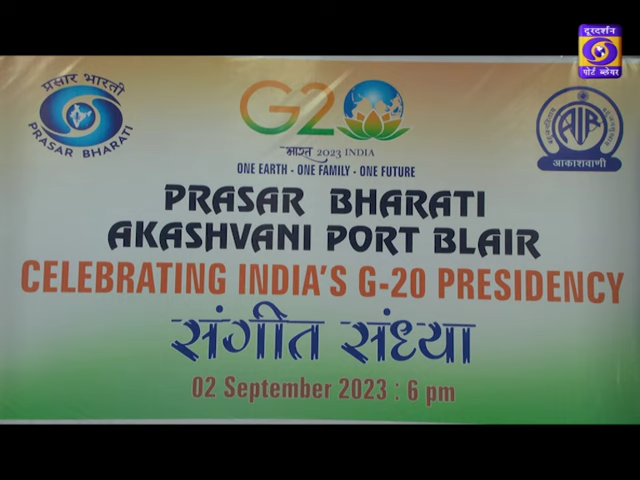 दूरदर्शन
पोर्ट ब्लेयर
प्रसार भारती
PRASAR BHARATI
G20
भारत 2023 INDIA
ONE EARTH - ONE FAMILY - ONE FUTURE
AIR
आकाशवाणी
PRASAR BHARATI
AKASHVANI PORT BLAIR
CELEBRATING INDIA'S G-20 PRESIDENCY
संगीत संध्या
02 September 2023 : 6 pm